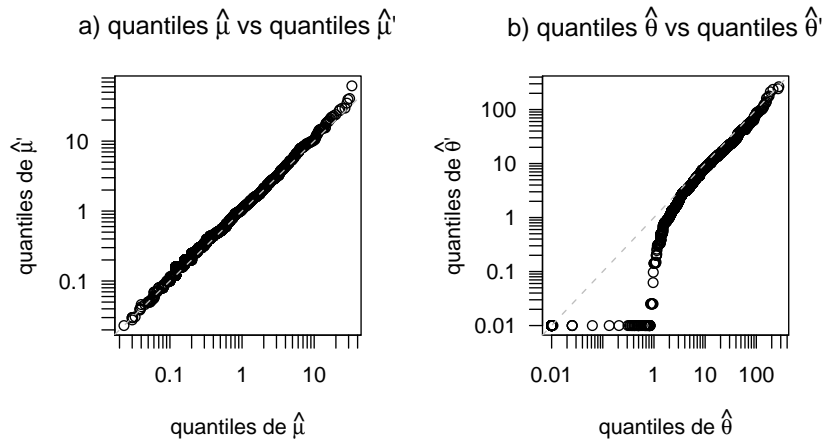 a) quantiles μ̂ vs quantiles μ̂'
quantiles de μ̂'
10
1
0.1
0.1 1 10
quantiles de μ̂
b) quantiles θ̂ vs quantiles θ̂'
quantiles de θ̂'
100
10
1
0.1
0.01
0.01 1 100
quantiles de θ̂